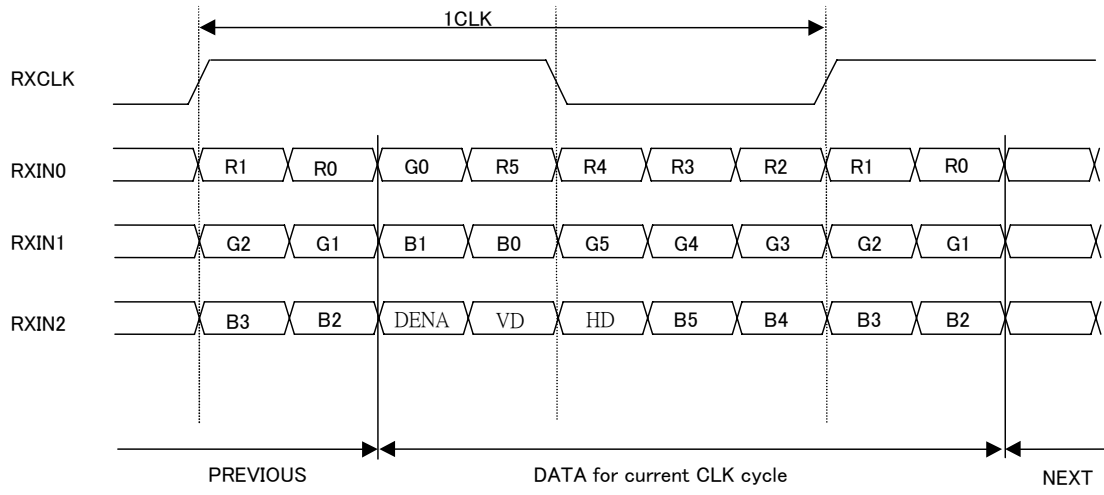 1CLK
RXCLK
RXIN0 R1 R0 G0 R5 R4 R3 R2 R1 R0
RXIN1 G2 G1 B1 B0 G5 G4 G3 G2 G1
RXIN2 B3 B2 DENA VD HD B5 B4 B3 B2
PREVIOUS DATA for current CLK cycle NEXT